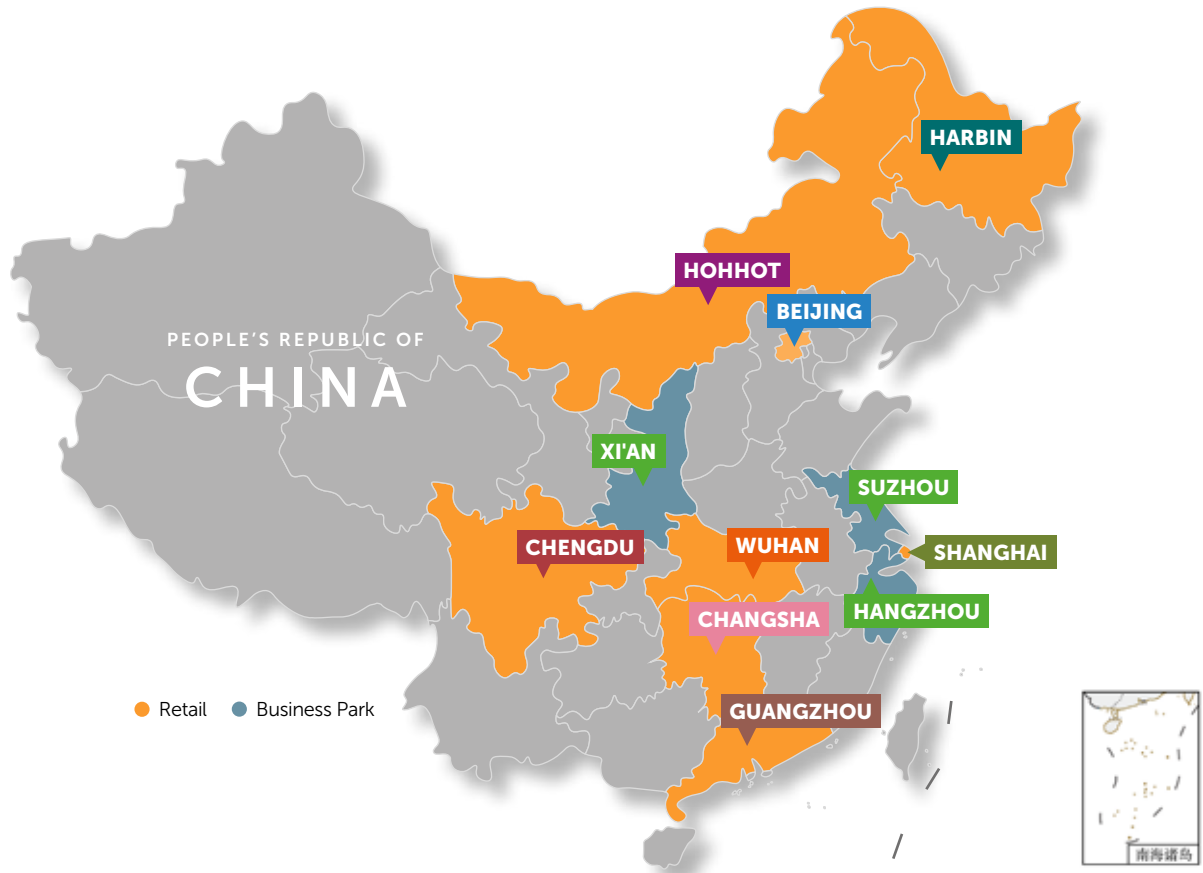 HARBIN
HOHHOT
BEIJING
PEOPLE'S REPUBLIC OF
CHINA
XI'AN
SUZHOU
CHENGDU
WUHAN
SHANGHAI
HANGZHOU
CHANGSHA
Retail
Business Park
GUANGZHOU
南海诸岛